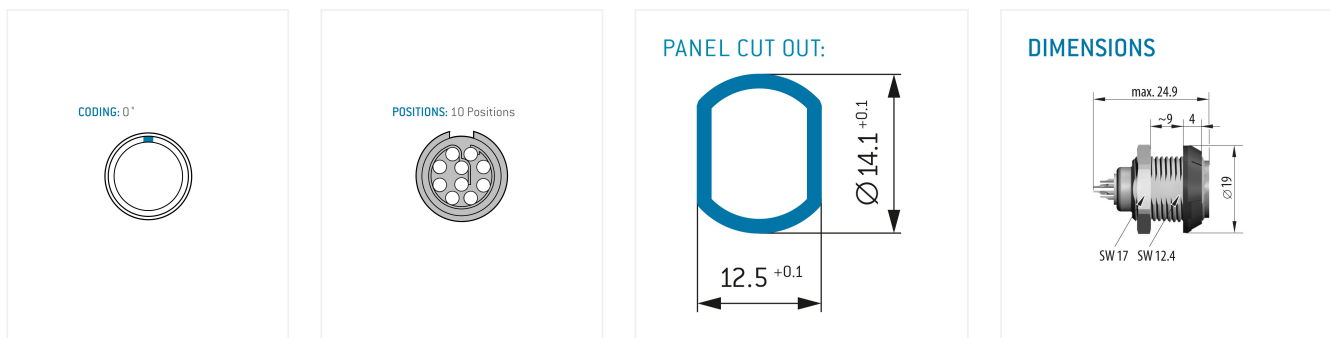 CODING: 0°
POSITIONS: 10 Positions
PANEL CUT OUT:
Ø 14.1 +0.1
12.5 +0.1
DIMENSIONS
max. 24.9
~9
4
Ø 19
SW 17
SW 12.4